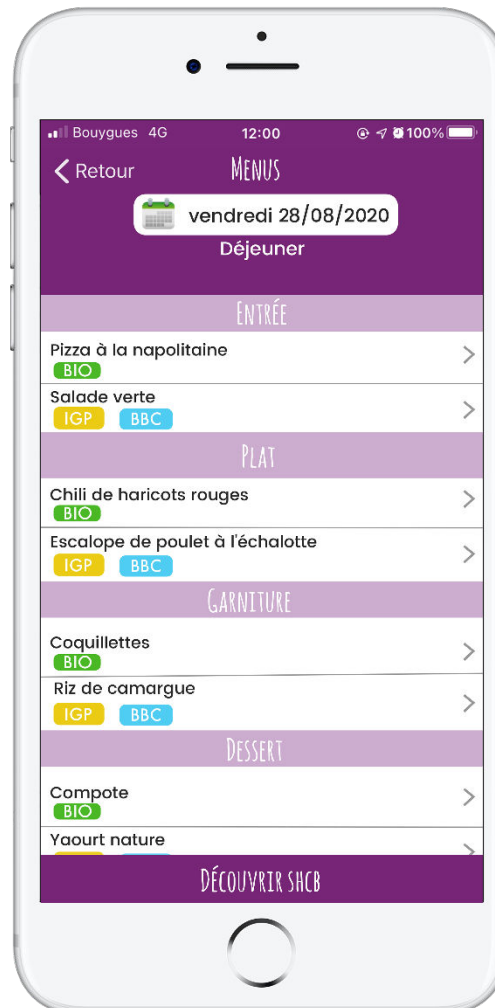 Bouygues 4G 12:00 100%
Retour MENUS
vendredi 28/08/2020
Déjeuner
ENTRÉE
Pizza à la napolitaine
BIO
Salade verte
IGP BBC
PLAT
Chili de haricots rouges
BIO
Escalope de poulet à l'échalotte
IGP BBC
GARNITURE
Coquillettes
BIO
Riz de camargue
IGP BBC
DESSERT
Compote
BIO
Yaourt nature
DÉCOUVRIR SHCB